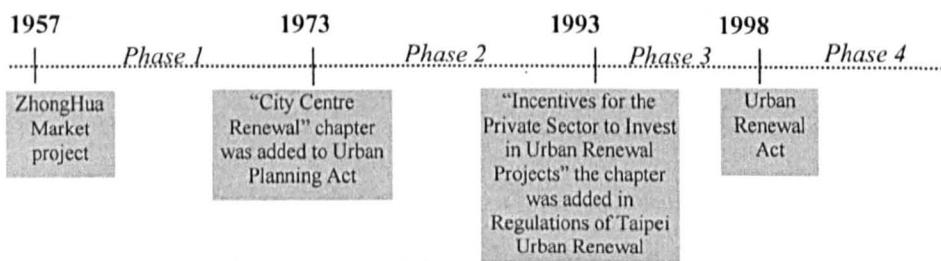 1957 1973 1993 1998
Phase 1 Phase 2 Phase 3 Phase 4
ZhongHua
Market
project
“City Centre
Renewal” chapter
was added to Urban
Planning Act
“Incentives for the
Private Sector to Invest
in Urban Renewal
Projects” the chapter
was added in
Regulations of Taipei
Urban Renewal
Urban
Renewal
Act